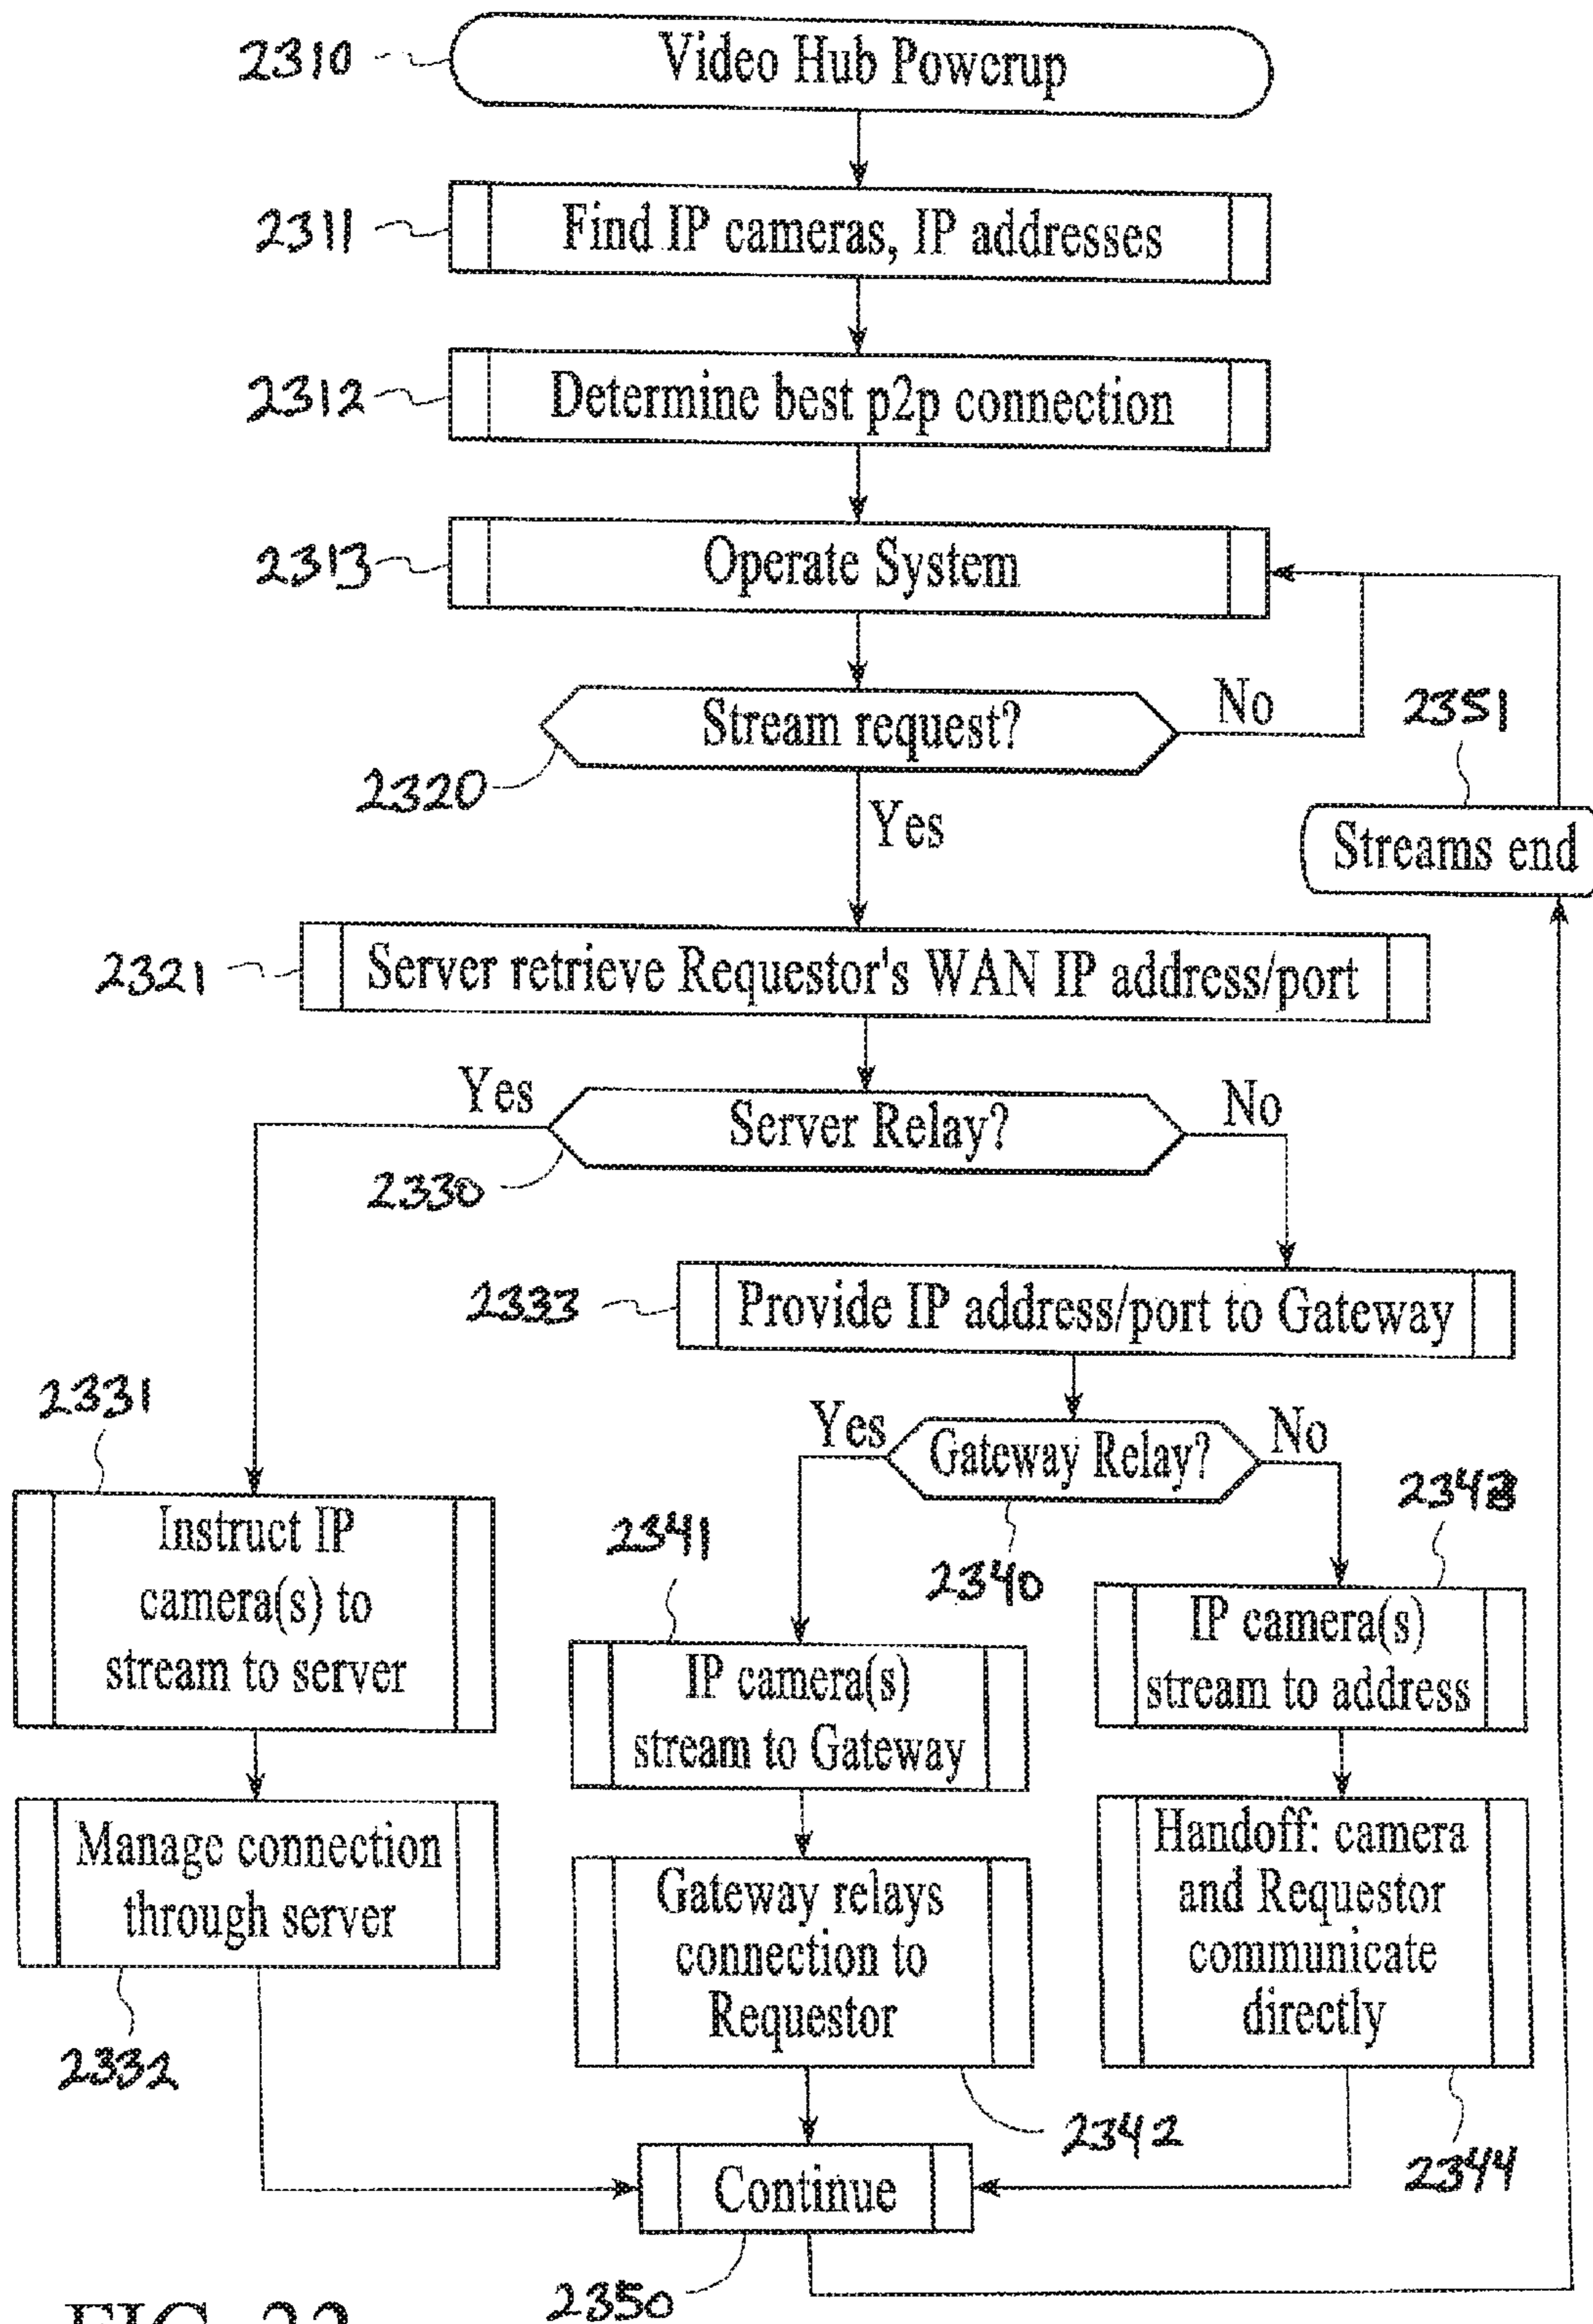 2310
Video Hub Powerup
2311
Find IP cameras, IP addresses
2312
Determine best p2p connection
2313
Operate System
Stream request?
No
2351
2320
Yes
Streams end
2321
Server retrieve Requestor's WAN IP address/port
Yes
Server Relay?
No
2330
2333
Provide IP address/port to Gateway
2331
Yes
Gateway Relay?
No
2343
2341
2340
Instruct IP
camera(s) to
stream to server
IP camera(s)
stream to Gateway
IP camera(s)
stream to address
Manage connection
through server
Gateway relays
connection to
Requestor
Handoff: camera
and Requestor
communicate
directly
2332
2342
2344
Continue
2350
FIG. 23